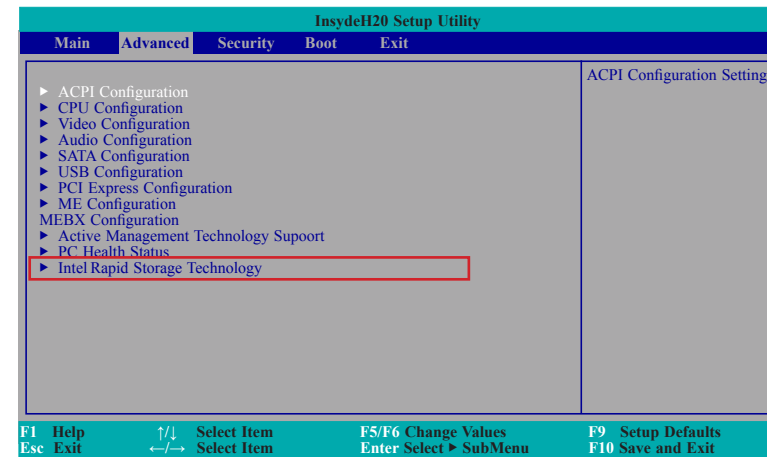 InsydeH20 Setup Utility
Main Advanced Security Boot Exit
ACPI Configuration Setting
▶ ACPI Configuration
▶ CPU Configuration
▶ Video Configuration
▶ Audio Configuration
▶ SATA Configuration
▶ USB Configuration
▶ PCI Express Configuration
▶ ME Configuration
MEBX Configuration
▶ Active Management Technology Supoort
▶ PC Health Status
▶ Intel Rapid Storage Technology
F1 Help ↑/↓ Select Item F5/F6 Change Values F9 Setup Defaults
Esc Exit ←/→ Select Item Enter Select ▶ SubMenu F10 Save and Exit